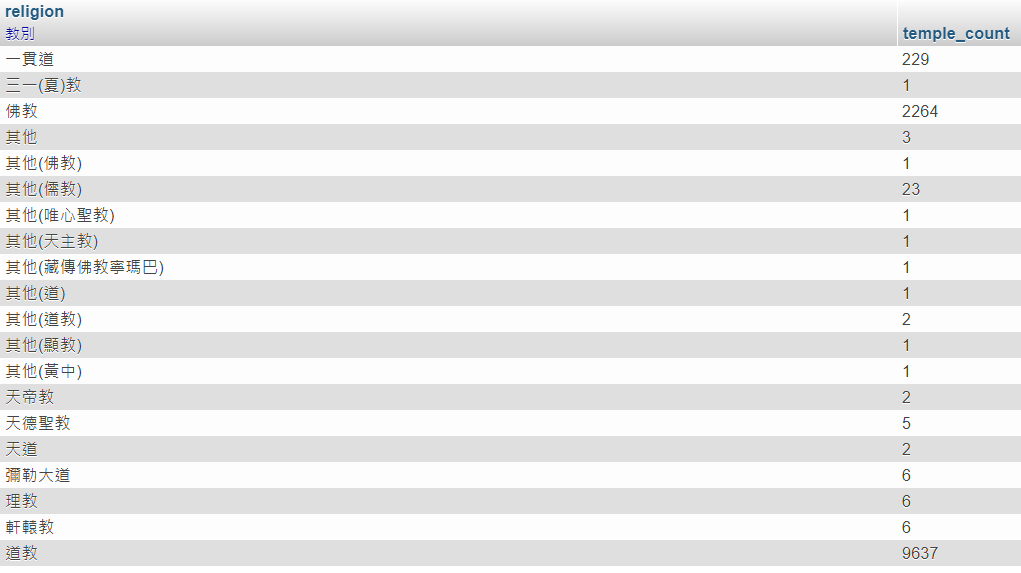 religion
教別 temple_count
一貫道 229
三一(夏)教 1
佛教 2264
其他 3
其他(佛教) 1
其他(儒教) 23
其他(唯心聖教) 1
其他(天主教) 1
其他(藏傳佛教寧瑪巴) 1
其他(道) 1
其他(道教) 2
其他(顯教) 1
其他(黃中) 1
天帝教 2
天德聖教 5
天道 2
彌勒大道 6
理教 6
軒轅教 6
道教 9637